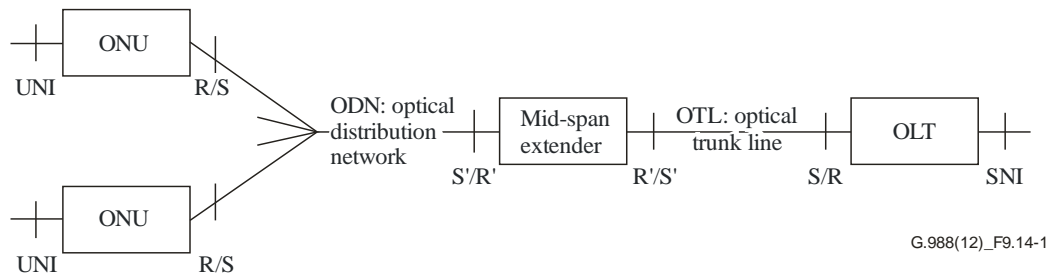 ONU
UNI
R/S
ODN: optical
distribution
network
S'/R'
Mid-span
extender
R'/S'
OTL: optical
trunk line
S/R
OLT
SNI
ONU
UNI
R/S
G.988(12)_F9.14-1